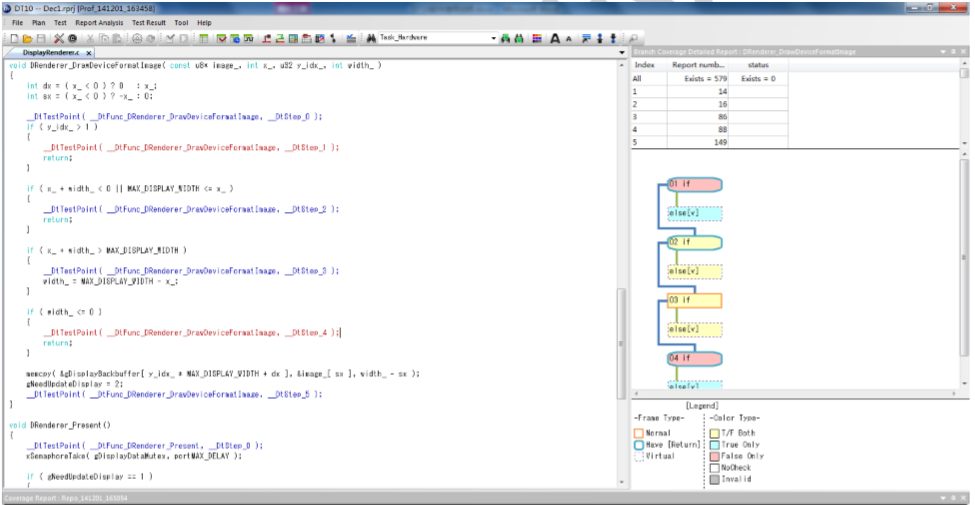 DT10 -- Dec1.rprj [Prof_141201_163458]
File Plan Test Report Analysis Test Result Tool Help
Task_Hardware
DisplayRenderer.c x
void DRenderer_DrawDeviceFormatImage( const u8* image_, int x_, u32 y_idx_, int width_ )
{
int dx = ( x_ < 0 ) ? 0 : x_;
int sx = ( x_ < 0 ) ? -x_ : 0;
__DtTestPoint( __DtFunc_DRenderer_DrawDeviceFormatImage, __DtStep_0 );
if ( y_idx_ > 1 )
{
__DtTestPoint( __DtFunc_DRenderer_DrawDeviceFormatImage, __DtStep_1 );
return;
}
if ( x_ + width_ < 0 || MAX_DISPLAY_WIDTH <= x_ )
{
__DtTestPoint( __DtFunc_DRenderer_DrawDeviceFormatImage, __DtStep_2 );
return;
}
if ( x_ + width_ > MAX_DISPLAY_WIDTH )
{
__DtTestPoint( __DtFunc_DRenderer_DrawDeviceFormatImage, __DtStep_3 );
width_ = MAX_DISPLAY_WIDTH - x_;
}
if ( width_ <= 0 )
{
__DtTestPoint( __DtFunc_DRenderer_DrawDeviceFormatImage, __DtStep_4 );
return;
}
memcpy( &gDisplayBackbuffer[ y_idx_ * MAX_DISPLAY_WIDTH + dx ], &image_[ sx ], width_ - sx );
gNeedUpdateDisplay = 2;
__DtTestPoint( __DtFunc_DRenderer_DrawDeviceFormatImage, __DtStep_5 );
}
void DRenderer_Present()
{
__DtTestPoint( __DtFunc_DRenderer_Present, __DtStep_0 );
xSemaphoreTake( gDisplayDataMutex, portMAX_DELAY );
if ( gNeedUpdateDisplay == 1 )
{
Branch Coverage Detailed Report : DRenderer_DrawDeviceFormatImage
Index Report numb... status
All Exists = 579 Exists = 0
1 14
2 16
3 86
4 88
5 149
01 if
else[v]
02 if
else[v]
03 if
else[v]
04 if
else[v]
[Legend]
-Frame Type- -Color Type-
Normal T/F Both
Have [Return] True Only
Virtual False Only
NoCheck
Invalid
Coverage Report : Repo_141201_163054